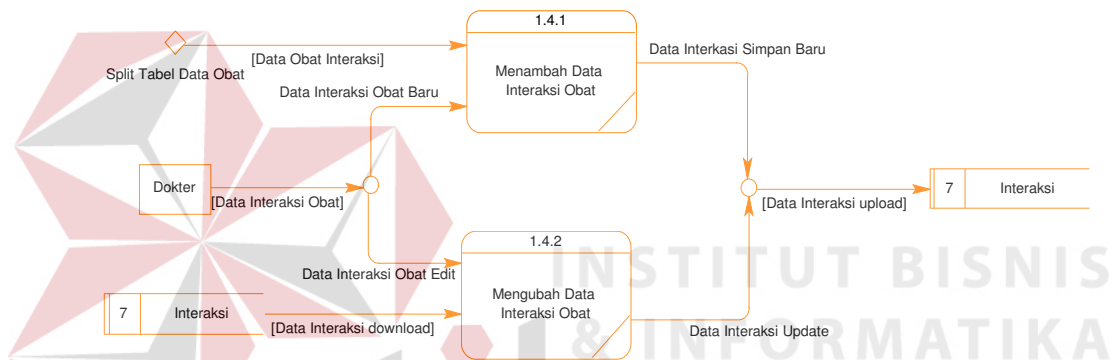 1.4.1
Menambah Data
Interaksi Obat
Split Tabel Data Obat
[Data Obat Interaksi]
Data Interkasi Simpan Baru
Data Interaksi Obat Baru
Dokter
[Data Interaksi Obat]
[Data Interaksi upload]
7 Interaksi
1.4.2
Mengubah Data
Interaksi Obat
Data Interaksi Obat Edit
7 Interaksi
[Data Interaksi download]
Data Interaksi Update
INSTITUT BISNIS
& INFORMATIKA